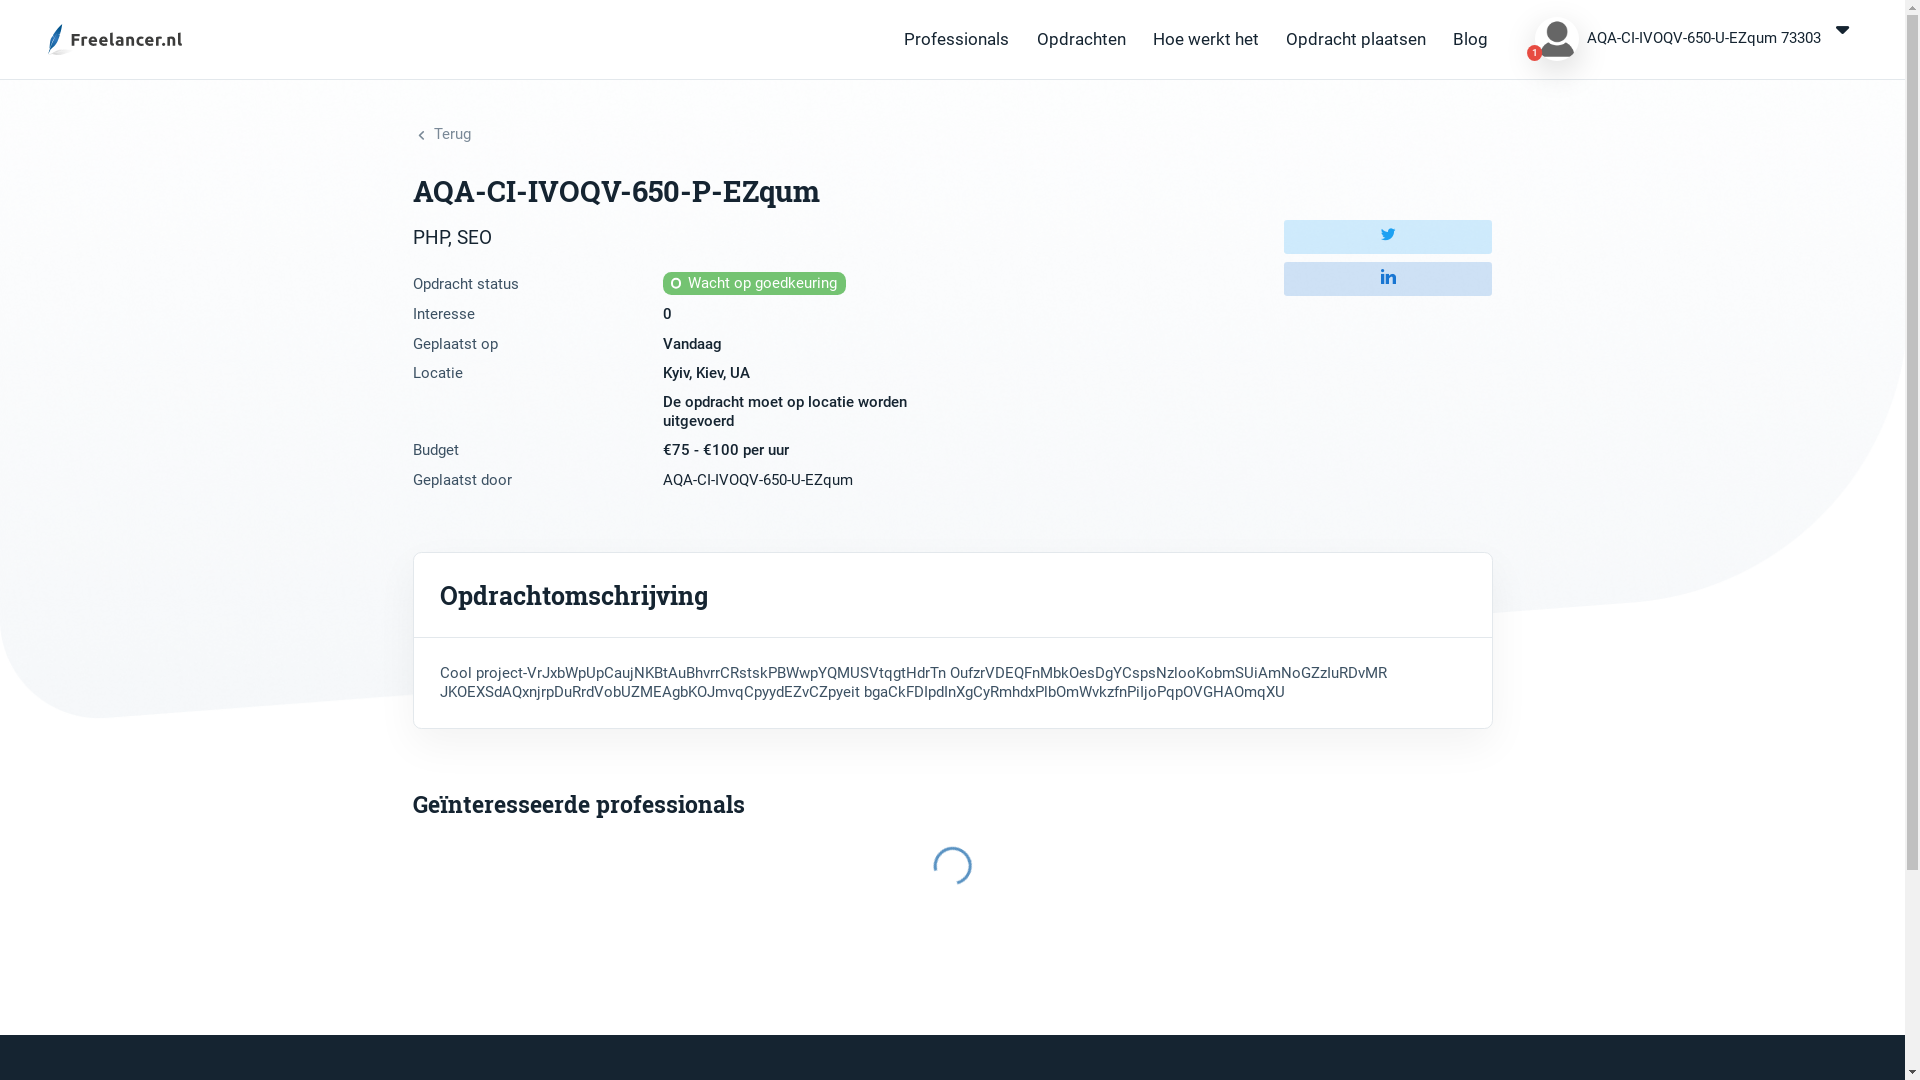 Freelancer.nl
Professionals
Opdrachten
Hoe werkt het
Opdracht plaatsen
Blog
1
AQA-CI-IVOQV-650-U-EZqum 73303
Terug
AQA-CI-IVOQV-650-P-EZqum
PHP, SEO
Opdracht status
Wacht op goedkeuring
Interesse
0
Geplaatst op
Vandaag
Locatie
Kyiv, Kiev, UA
De opdracht moet op locatie worden
uitgevoerd
Budget
€75 - €100 per uur
Geplaatst door
AQA-CI-IVOQV-650-U-EZqum
Opdrachtomschrijving
Cool project-VrJxbWpUpCaujNKBtAuBhvrrCRstskPBWwpYQMUSVtqgtHdrTn OufzrVDEQFnMbkOesDgYCspsNzlooKobmSUiAmNoGZzluRDvMR
JKOEXSdAQxnjrpDuRrdVobUZMEAgbKOJmvqCpyydEZvCZpyeit bgaCkFDIpdInXgCyRmhdxPlbOmWvkzfnPiIjoPqpOVGHAOmqXU
Geïnteresseerde professionals